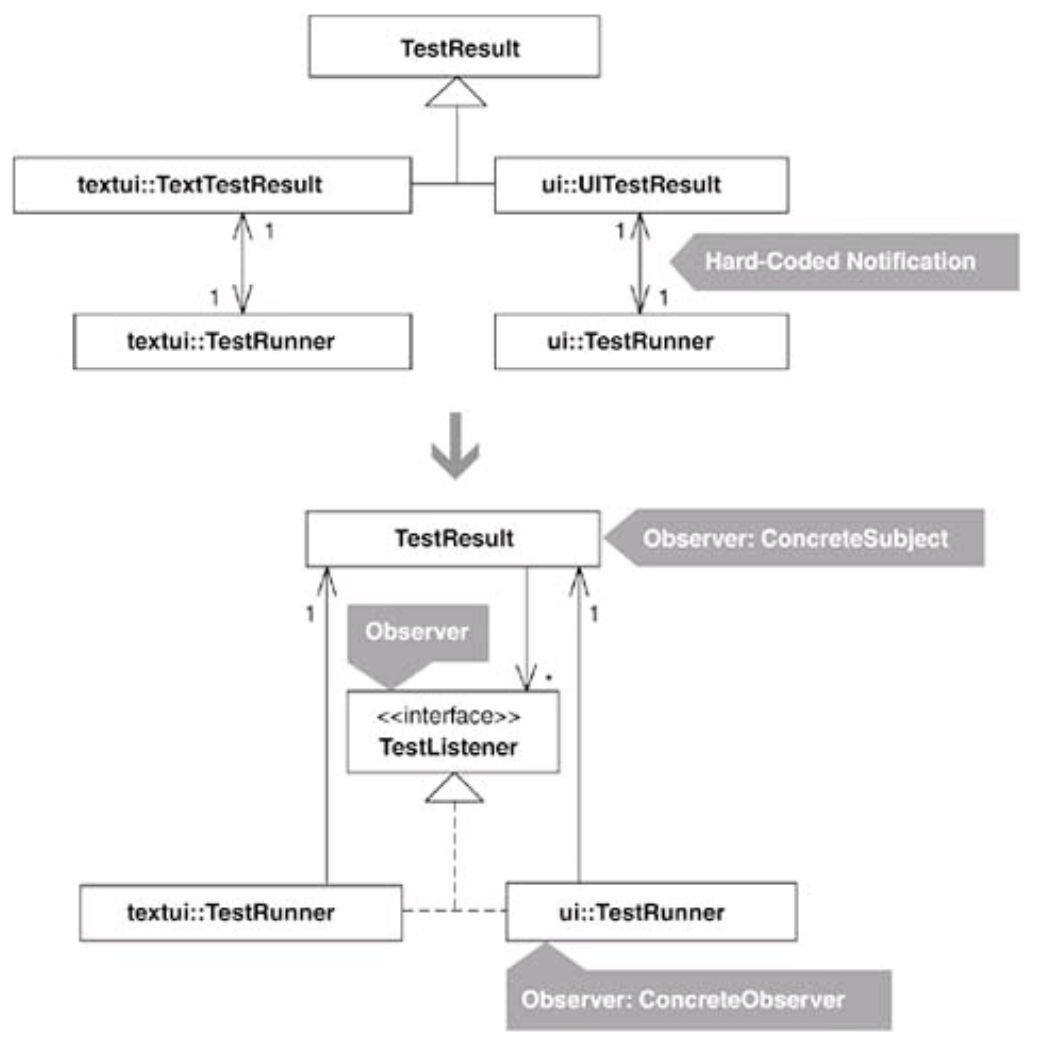 TestResult
textui::TextTestResult
ui::UITestResult
1
1
Hard-Coded Notification
1
1
textui::TestRunner
ui::TestRunner
TestResult
Observer: ConcreteSubject
1
1
Observer
*
<<interface>>
TestListener
textui::TestRunner
ui::TestRunner
Observer: ConcreteObserver